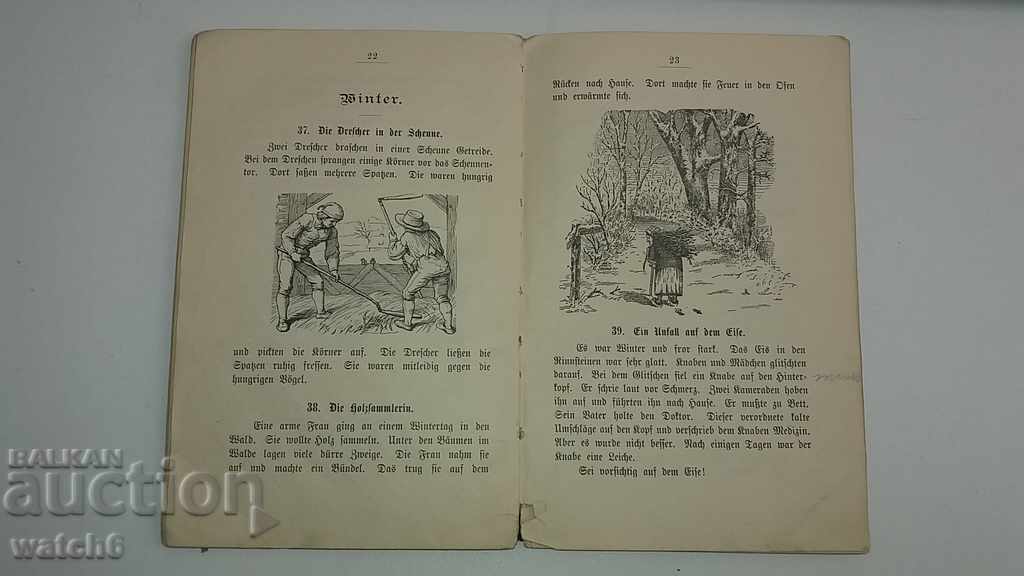 22
Winter.
37. Die Drescher in der Scheune.
Zwei Drescher draschen in einer Scheune Getreide.
Bei dem Dreschen sprangen einige Körner vor das Scheunen-
tor. Dort saßen mehrere Spatzen. Die waren hungrig
und pickten die Körner auf. Die Drescher ließen die
Spatzen ruhig fressen. Sie waren mitleidig gegen die
hungrigen Vögel.
38. Die Holzsammlerin.
Eine arme Frau ging an einem Wintertag in den
Wald. Sie wollte Holz sammeln. Unter den Bäumen im
Walde lagen viele dürre Zweige. Die Frau nahm sie
auf und machte ein Bündel. Das trug sie auf dem
23
Rücken nach Hause. Dort machte sie Feuer in den Ofen
und erwärmte sich.
39. Ein Unfall auf dem Eise.
Es war Winter und fror stark. Das Eis in den
Rinnsteinen war sehr glatt. Knaben und Mädchen glitschten
darauf. Bei dem Glitschen fiel ein Knabe auf den Hinter-
kopf. Er schrie laut vor Schmerz. Zwei Kameraden hoben
ihn auf und führten ihn nach Hause. Er mußte zu Bett.
Sein Vater holte den Doktor. Dieser verordnete kalte
Umschläge auf den Kopf und verschrieb dem Knaben Medizin.
Aber es wurde nicht besser. Nach einigen Tagen war der
Knabe eine Leiche.
Sei vorsichtig auf dem Eise!
BALKAN
auction
watch6